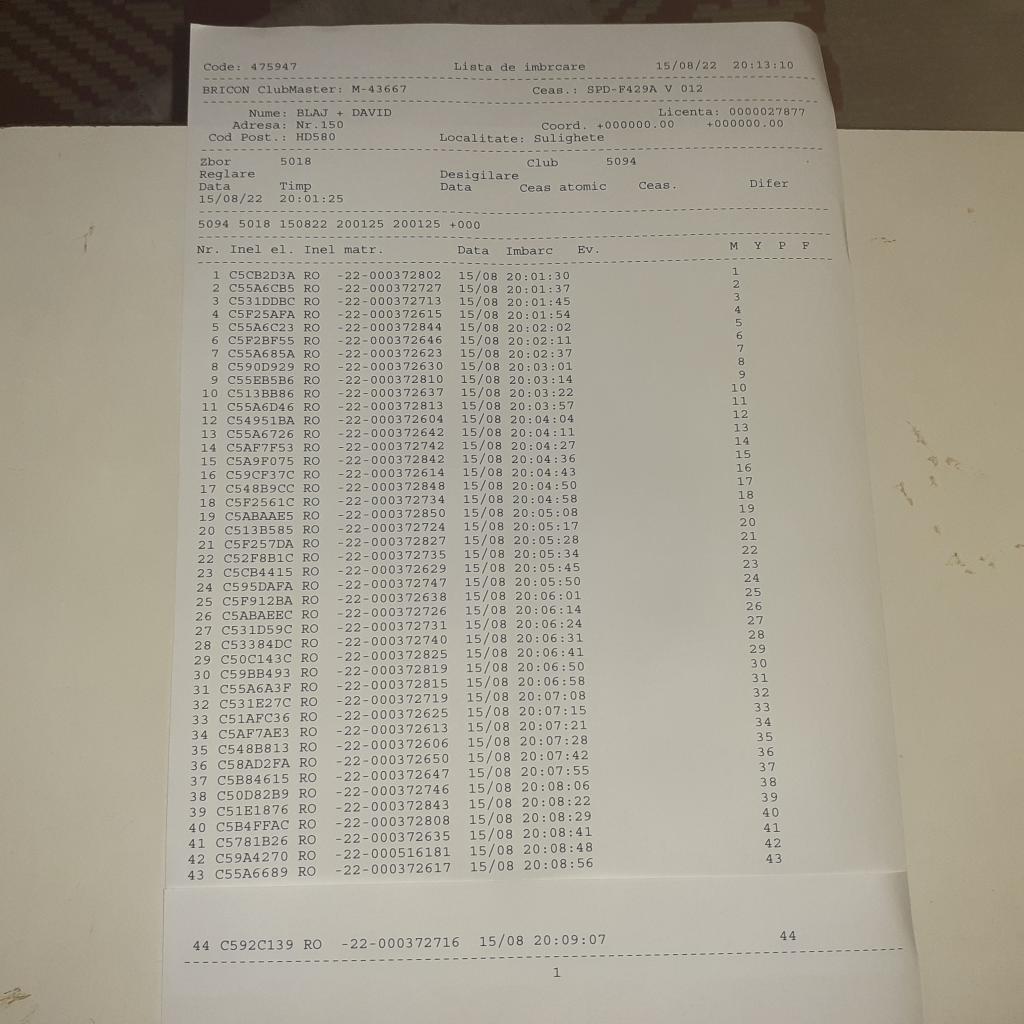 Code: 475947 Lista de imbrcare 15/08/22 20:13:10
BRICON ClubMaster: M-43667 Ceas.: SPD-F429A V 012
Nume: BLAJ + DAVID Licenta: 0000027877
Adresa: Nr.150 Coord. +000000.00 +000000.00
Cod Post.: HD580 Localitate: Sulighete
Zbor 5018 Club 5094
Reglare Desigilare
Data Timp Data Ceas atomic Ceas. Difer
15/08/22 20:01:25
5094 5018 150822 200125 200125 +000
Nr. Inel el. Inel matr. Data Imbarc Ev. M Y P F
1 C5CB2D3A RO -22-000372802 15/08 20:01:30 1
2 C55A6CB5 RO -22-000372727 15/08 20:01:37 2
3 C531DDBC RO -22-000372713 15/08 20:01:45 3
4 C5F25AFA RO -22-000372615 15/08 20:01:54 4
5 C55A6C23 RO -22-000372844 15/08 20:02:02 5
6 C5F2BF55 RO -22-000372646 15/08 20:02:11 6
7 C55A685A RO -22-000372623 15/08 20:02:37 7
8 C590D929 RO -22-000372630 15/08 20:03:01 8
9 C55EB5B6 RO -22-000372810 15/08 20:03:14 9
10 C513BB86 RO -22-000372637 15/08 20:03:22 10
11 C55A6D46 RO -22-000372813 15/08 20:03:57 11
12 C54951BA RO -22-000372604 15/08 20:04:04 12
13 C55A6726 RO -22-000372642 15/08 20:04:11 13
14 C5AF7F53 RO -22-000372742 15/08 20:04:27 14
15 C5A9F075 RO -22-000372842 15/08 20:04:36 15
16 C59CF37C RO -22-000372614 15/08 20:04:43 16
17 C548B9CC RO -22-000372848 15/08 20:04:50 17
18 C5F2561C RO -22-000372734 15/08 20:04:58 18
19 C5ABAAE5 RO -22-000372850 15/08 20:05:08 19
20 C513B585 RO -22-000372724 15/08 20:05:17 20
21 C5F257DA RO -22-000372827 15/08 20:05:28 21
22 C52F8B1C RO -22-000372735 15/08 20:05:34 22
23 C5CB4415 RO -22-000372629 15/08 20:05:45 23
24 C595DAFA RO -22-000372747 15/08 20:05:50 24
25 C5F912BA RO -22-000372638 15/08 20:06:01 25
26 C5ABAEEC RO -22-000372726 15/08 20:06:14 26
27 C531D59C RO -22-000372731 15/08 20:06:24 27
28 C53384DC RO -22-000372740 15/08 20:06:31 28
29 C50C143C RO -22-000372825 15/08 20:06:41 29
30 C59BB493 RO -22-000372819 15/08 20:06:50 30
31 C55A6A3F RO -22-000372815 15/08 20:06:58 31
32 C531E27C RO -22-000372719 15/08 20:07:08 32
33 C51AFC36 RO -22-000372625 15/08 20:07:15 33
34 C5AF7AE3 RO -22-000372613 15/08 20:07:21 34
35 C548B813 RO -22-000372606 15/08 20:07:28 35
36 C58AD2FA RO -22-000372650 15/08 20:07:42 36
37 C5B84615 RO -22-000372647 15/08 20:07:55 37
38 C50D82B9 RO -22-000372746 15/08 20:08:06 38
39 C51E1876 RO -22-000372843 15/08 20:08:22 39
40 C5B4FFAC RO -22-000372808 15/08 20:08:29 40
41 C5781B26 RO -22-000372635 15/08 20:08:41 41
42 C59A4270 RO -22-000516181 15/08 20:08:48 42
43 C55A6689 RO -22-000372617 15/08 20:08:56 43
44 C592C139 RO -22-000372716 15/08 20:09:07 44
1